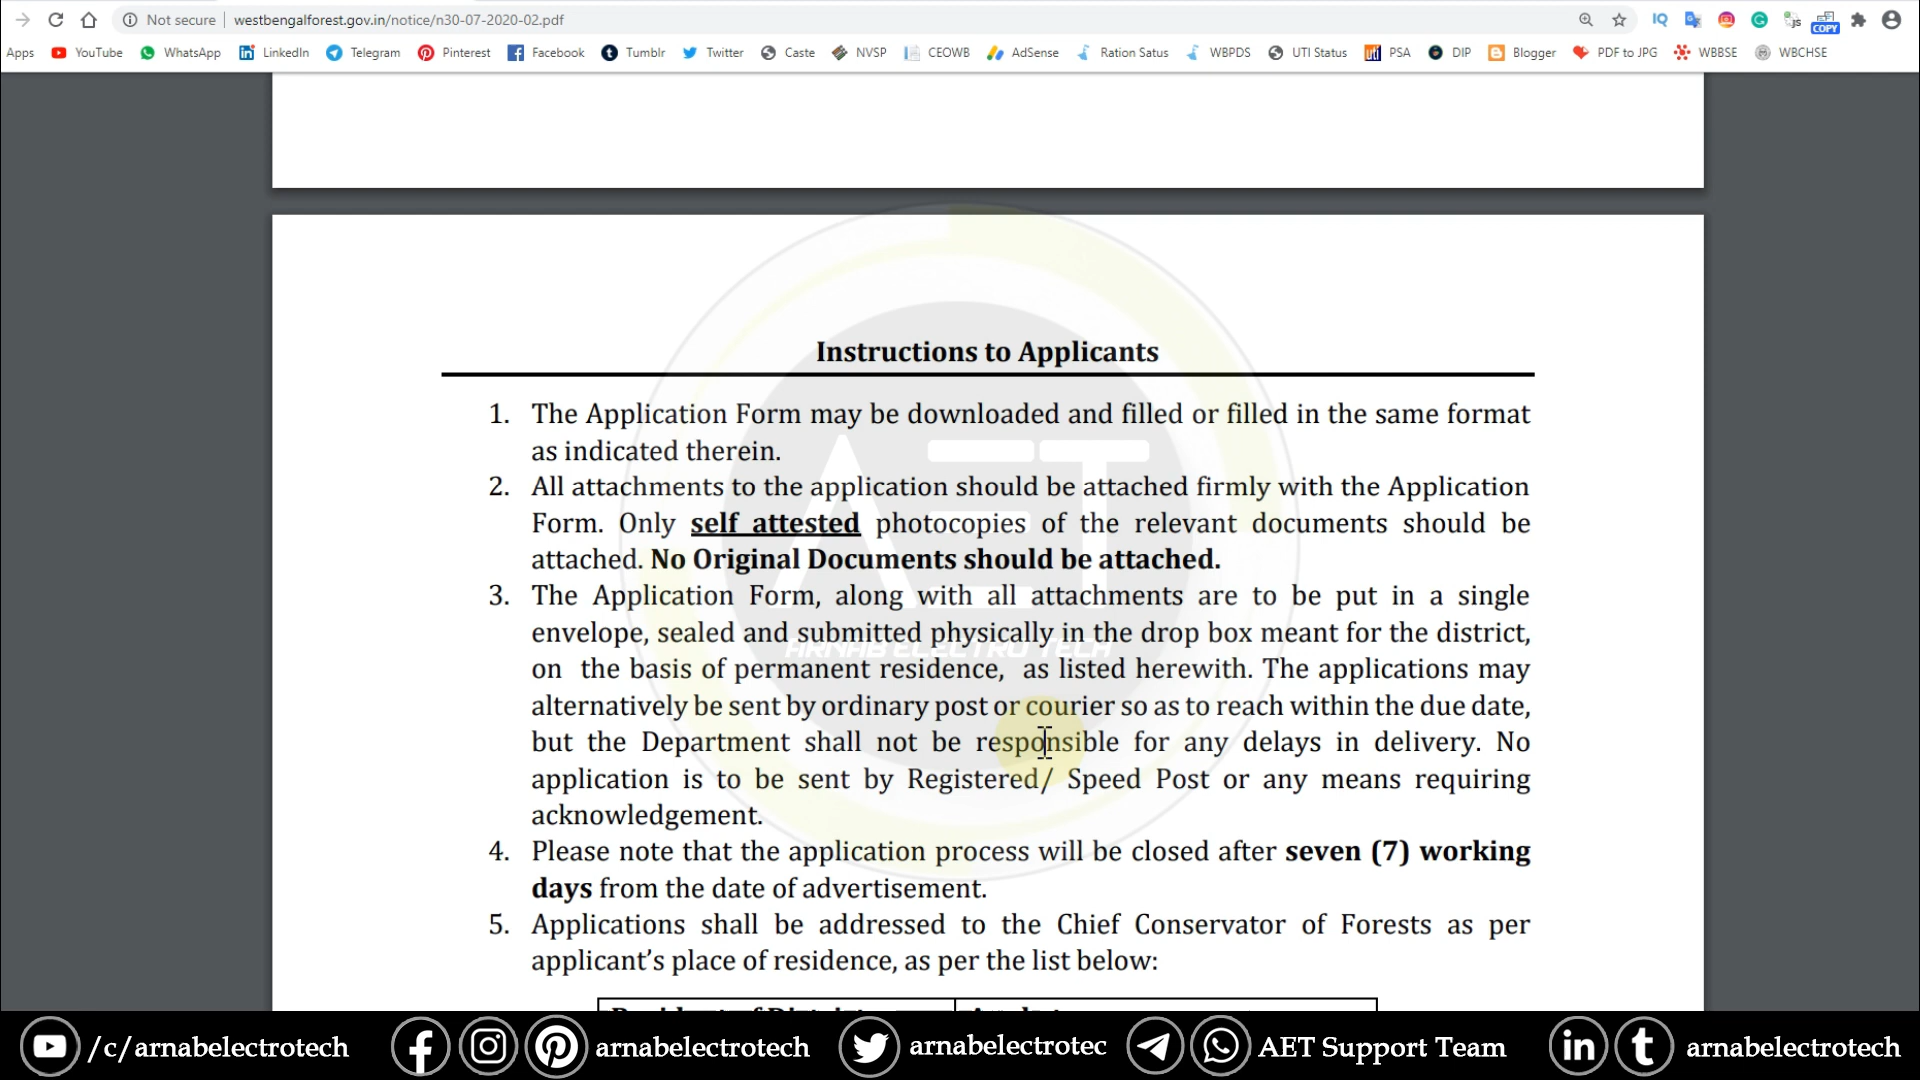 Not secure | westbengalforest.gov.in/notice/n30-07-2020-02.pdf
IQ
js
COPY
Apps YouTube WhatsApp LinkedIn Telegram Pinterest Facebook Tumblr Twitter Caste NVSP CEOWB AdSense Ration Satus WBPDS UTI Status PSA DIP Blogger PDF to JPG WBBSE WBCHSE
Instructions to Applicants
1. The Application Form may be downloaded and filled or filled in the same format
as indicated therein.
2. All attachments to the application should be attached firmly with the Application
Form. Only self attested photocopies of the relevant documents should be
attached. No Original Documents should be attached.
3. The Application Form, along with all attachments are to be put in a single
envelope, sealed and submitted physically in the drop box meant for the district,
on the basis of permanent residence, as listed herewith. The applications may
alternatively be sent by ordinary post or courier so as to reach within the due date,
but the Department shall not be responsible for any delays in delivery. No
application is to be sent by Registered/ Speed Post or any means requiring
acknowledgement.
4. Please note that the application process will be closed after seven (7) working
days from the date of advertisement.
5. Applications shall be addressed to the Chief Conservator of Forests as per
applicant's place of residence, as per the list below:
AET
ARNAB ELECTRO TECH
/c/arnabelectrotech arnabelectrotech arnabelectrotec AET Support Team arnabelectrotech